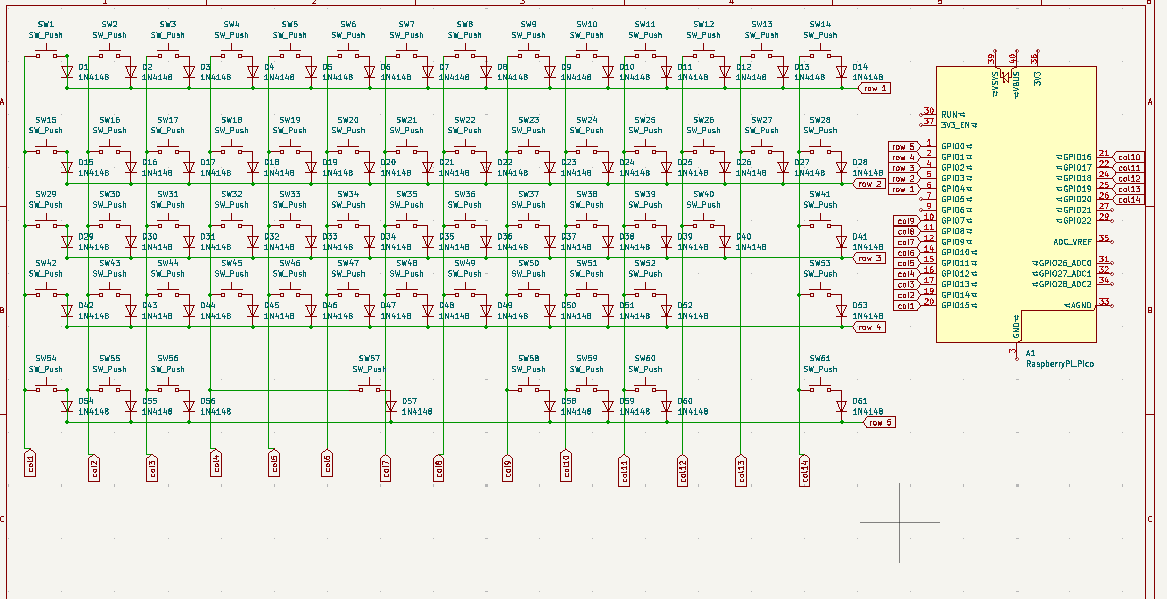 1 2 3 4 5 6
SW1 SW2 SW3 SW4 SW5 SW6 SW7 SW8 SW9 SW10 SW11 SW12 SW13 SW14
SW_Push SW_Push SW_Push SW_Push SW_Push SW_Push SW_Push SW_Push SW_Push SW_Push SW_Push SW_Push SW_Push SW_Push
D1 D2 D3 D4 D5 D6 D7 D8 D9 D10 D11 D12 D13 D14
1N4148 1N4148 1N4148 1N4148 1N4148 1N4148 1N4148 1N4148 1N4148 1N4148 1N4148 1N4148 1N4148 1N4148
row 1
A A
SW15 SW16 SW17 SW18 SW19 SW20 SW21 SW22 SW23 SW24 SW25 SW26 SW27 SW28
SW_Push SW_Push SW_Push SW_Push SW_Push SW_Push SW_Push SW_Push SW_Push SW_Push SW_Push SW_Push SW_Push SW_Push
D15 D16 D17 D18 D19 D20 D21 D22 D23 D24 D25 D26 D27 D28
1N4148 1N4148 1N4148 1N4148 1N4148 1N4148 1N4148 1N4148 1N4148 1N4148 1N4148 1N4148 1N4148 1N4148
row 2
SW29 SW30 SW31 SW32 SW33 SW34 SW35 SW36 SW37 SW38 SW39 SW40 SW41
SW_Push SW_Push SW_Push SW_Push SW_Push SW_Push SW_Push SW_Push SW_Push SW_Push SW_Push SW_Push SW_Push
D29 D30 D31 D32 D33 D34 D35 D36 D37 D38 D39 D40 D41
1N4148 1N4148 1N4148 1N4148 1N4148 1N4148 1N4148 1N4148 1N4148 1N4148 1N4148 1N4148 1N4148
row 3
SW42 SW43 SW44 SW45 SW46 SW47 SW48 SW49 SW50 SW51 SW52 SW53
SW_Push SW_Push SW_Push SW_Push SW_Push SW_Push SW_Push SW_Push SW_Push SW_Push SW_Push SW_Push
D42 D43 D44 D45 D46 D47 D48 D49 D50 D51 D52 D53
1N4148 1N4148 1N4148 1N4148 1N4148 1N4148 1N4148 1N4148 1N4148 1N4148 1N4148 1N4148
row 4
B B
SW54 SW55 SW56 SW57 SW58 SW59 SW60 SW61
SW_Push SW_Push SW_Push SW_Push SW_Push SW_Push SW_Push SW_Push
D54 D55 D56 D57 D58 D59 D60 D61
1N4148 1N4148 1N4148 1N4148 1N4148 1N4148 1N4148 1N4148
row 5
col1 col2 col3 col4 col5 col6 col7 col8 col9 col10 col11 col12 col13 col14
C C
39 40 36
VSYS VBUS 3V3
30 RUN
37 3V3_EN
row 5 1 GPIO0
row 4 2 GPIO1
row 3 4 GPIO2
row 2 5 GPIO3
row 1 6 GPIO4
7 GPIO5
9 GPIO6
col9 10 GPIO7
col8 11 GPIO8
col7 12 GPIO9
col6 14 GPIO10
col5 15 GPIO11
col4 16 GPIO12
col3 17 GPIO13
col2 19 GPIO14
col1 20 GPIO15
GPIO16 21 col10
GPIO17 22 col11
GPIO18 24 col12
GPIO19 25 col13
GPIO20 26 col14
GPIO21 27
GPIO22 29
ADC_VREF 35
GPIO26_ADC0 31
GPIO27_ADC1 32
GPIO28_ADC2 34
AGND 33
GND
3
A1
RaspberryPi_Pico